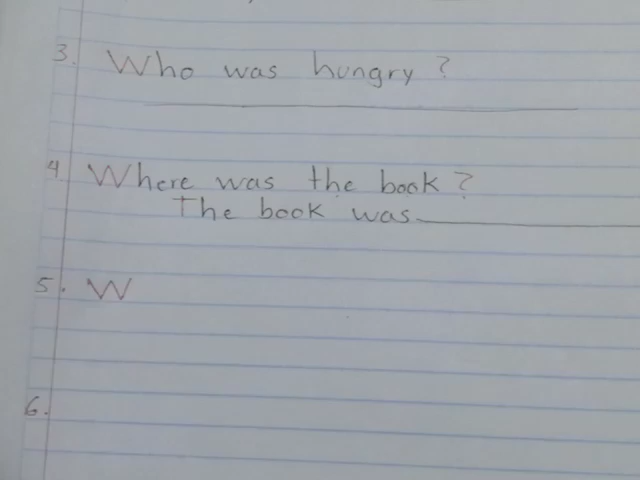 3. Who was hungry?
4. Where was the book?
The book was
5. W
6.